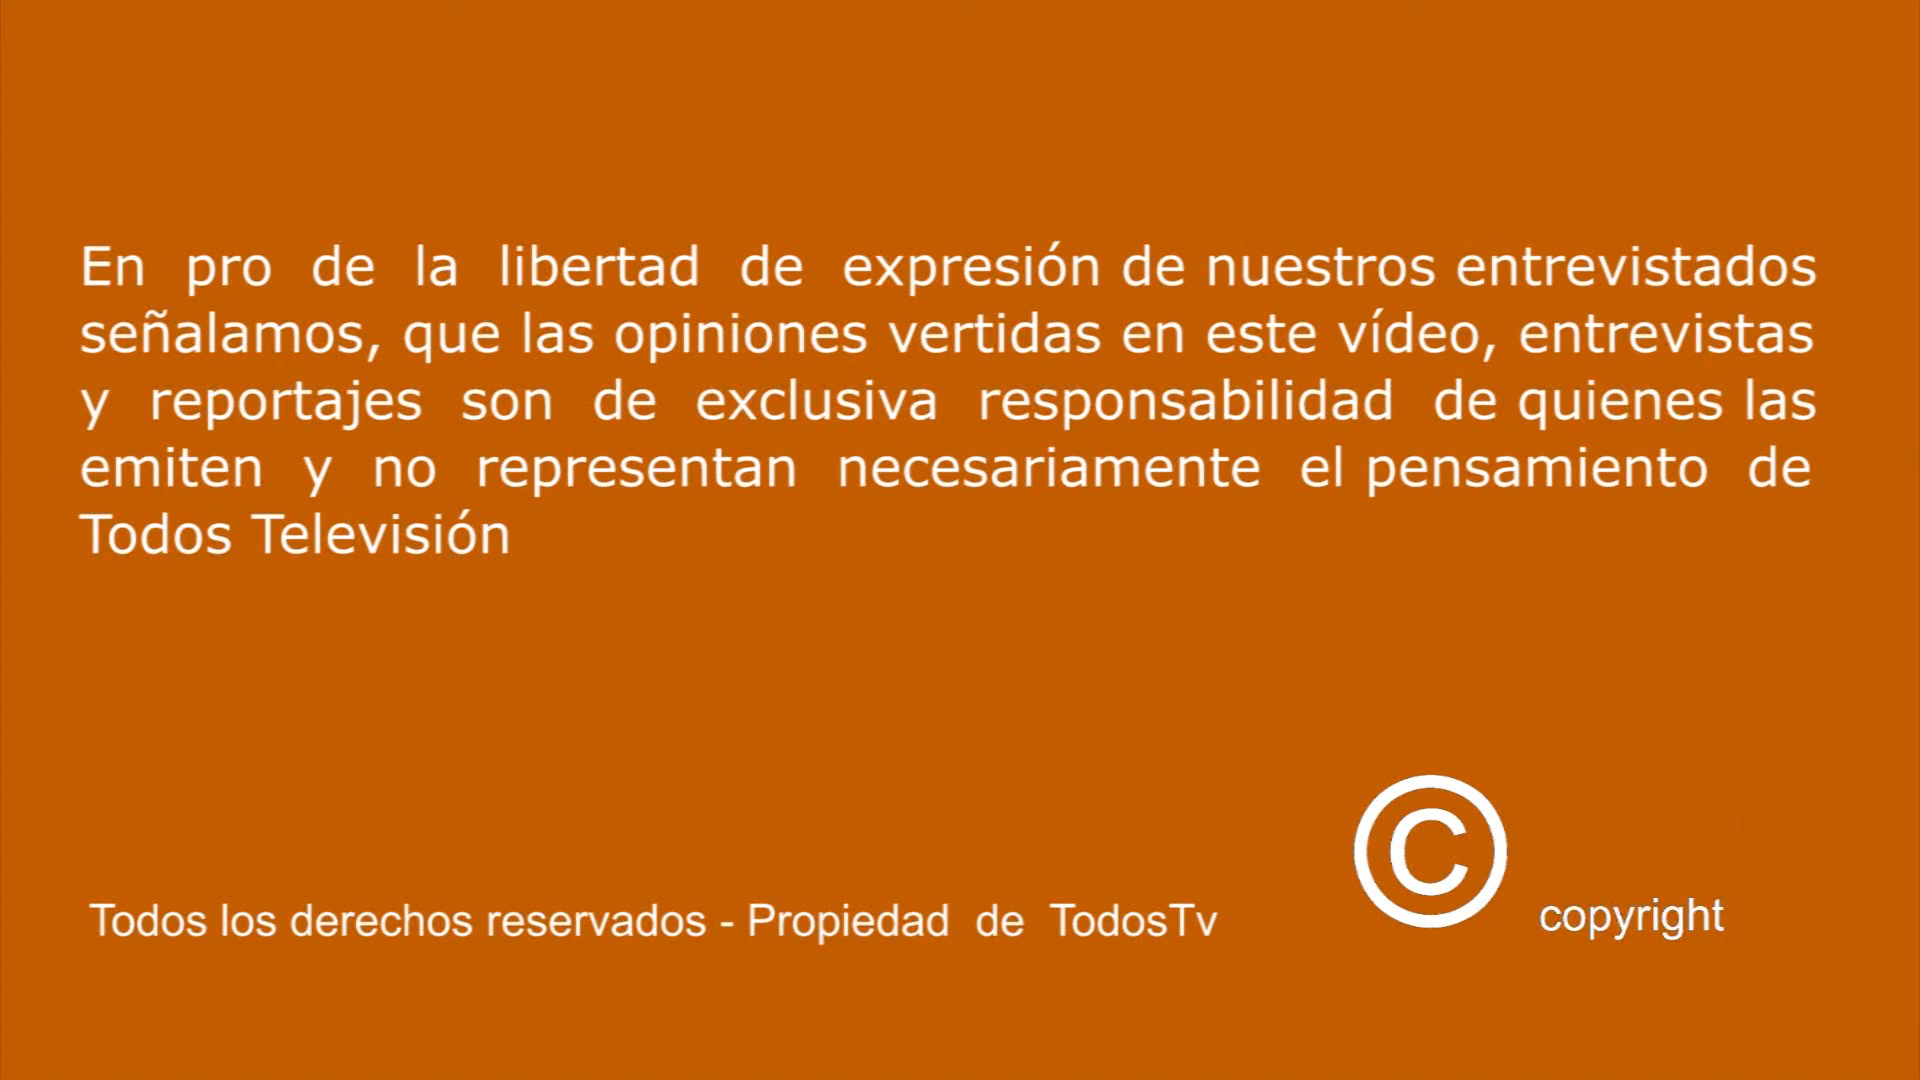 En pro de la libertad de expresión de nuestros entrevistados
señalamos, que las opiniones vertidas en este vídeo, entrevistas
y reportajes son de exclusiva responsabilidad de quienes las
emiten y no representan necesariamente el pensamiento de
Todos Televisión
Todos los derechos reservados - Propiedad de TodosTv
© copyright